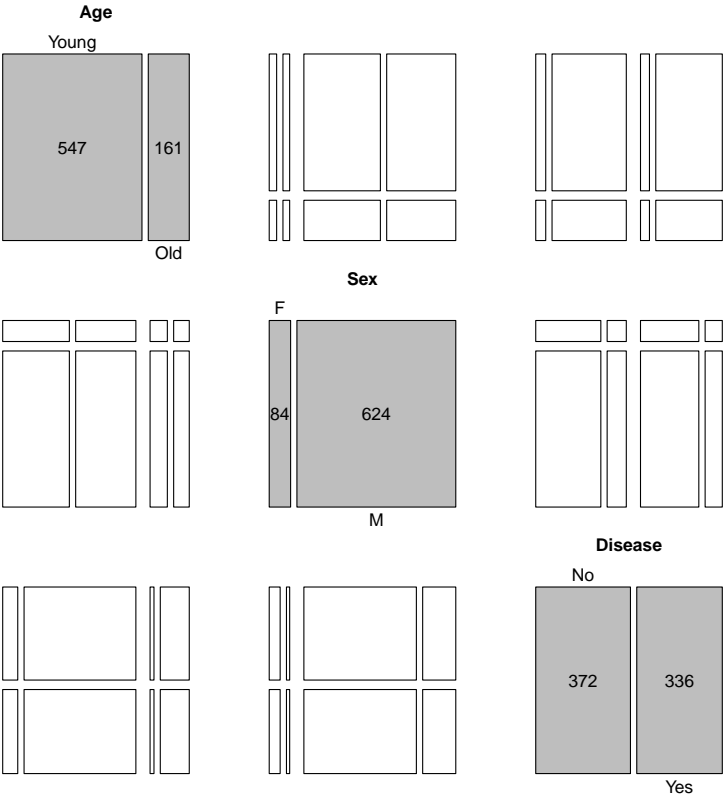 Age
Young
547 161
Old
Sex
F
84 624
M
Disease
No
372 336
Yes